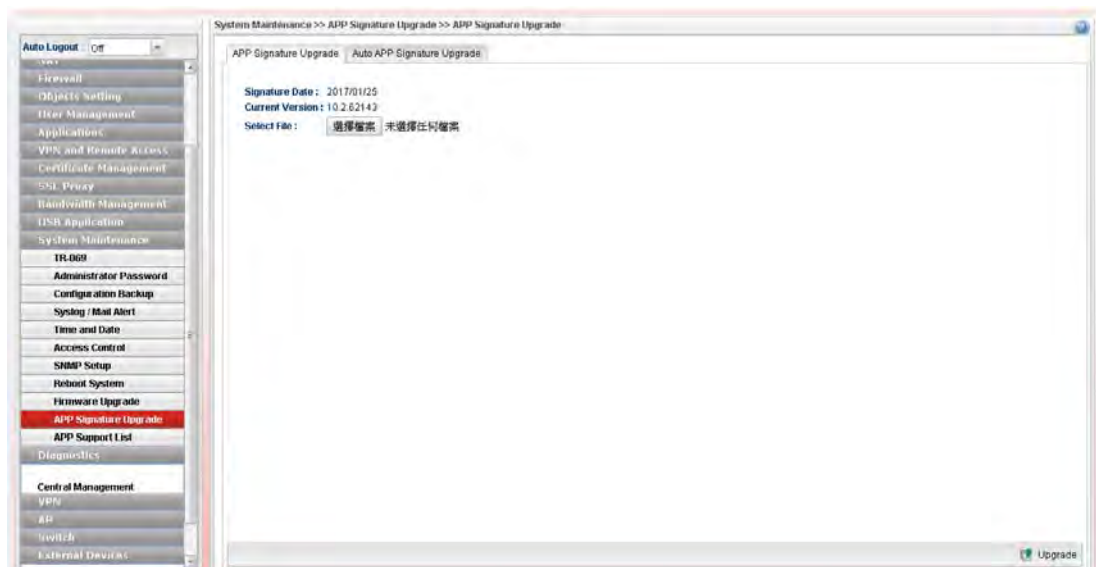 System Maintenance >> APP Signature Upgrade >> APP Signature Upgrade
Auto Logout : Off
Firewall
Objects Setting
User Management
Applications
VPN and Remote Access
Certificate Management
SSL Proxy
Bandwidth Management
USB Application
System Maintenance
TR-069
Administrator Password
Configuration Backup
Syslog / Mail Alert
Time and Date
Access Control
SNMP Setup
Reboot System
Firmware Upgrade
APP Signature Upgrade
APP Support List
Diagnostics
Central Management
VPN
AP
Switch
External Devices
APP Signature Upgrade
Auto APP Signature Upgrade
Signature Date : 2017/01/25
Current Version : 10.2.62143
Select File : 選擇檔案 未選擇任何檔案
Upgrade